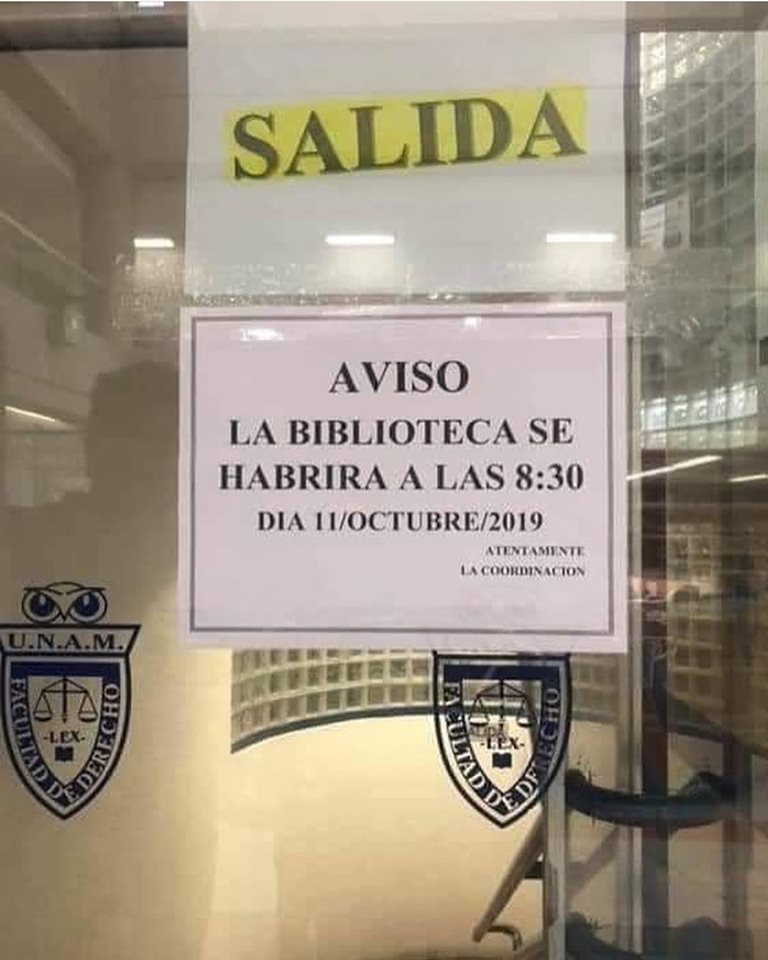 SALIDA
AVISO
LA BIBLIOTECA SE
HABRIRA A LAS 8:30
DIA 11/OCTUBRE/2019
ATENTAMENTE
LA COORDINACION
U.N.A.M.
FACULTAD DE DERECHO
-LEX-
FACULTAD DE DERECHO
-LEX-